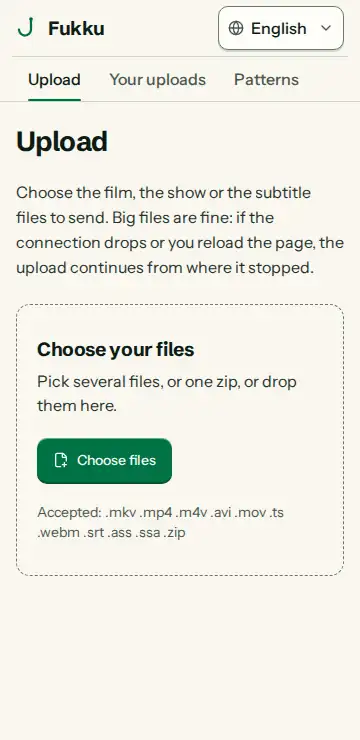 Fukku
English
Upload
Your uploads
Patterns
Upload
Choose the film, the show or the subtitle
files to send. Big files are fine: if the
connection drops or you reload the page, the
upload continues from where it stopped.
Choose your files
Pick several files, or one zip, or drop
them here.
Choose files
Accepted: .mkv .mp4 .m4v .avi .mov .ts
.webm .srt .ass .ssa .zip